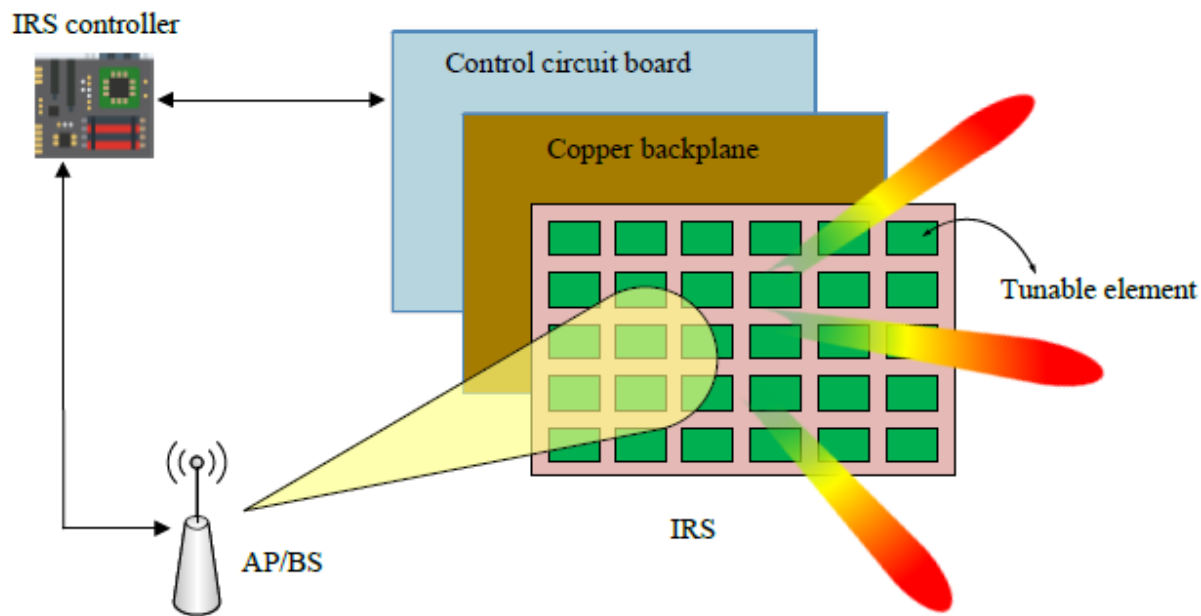 IRS controller
Control circuit board
Copper backplane
Tunable element
IRS
AP/BS